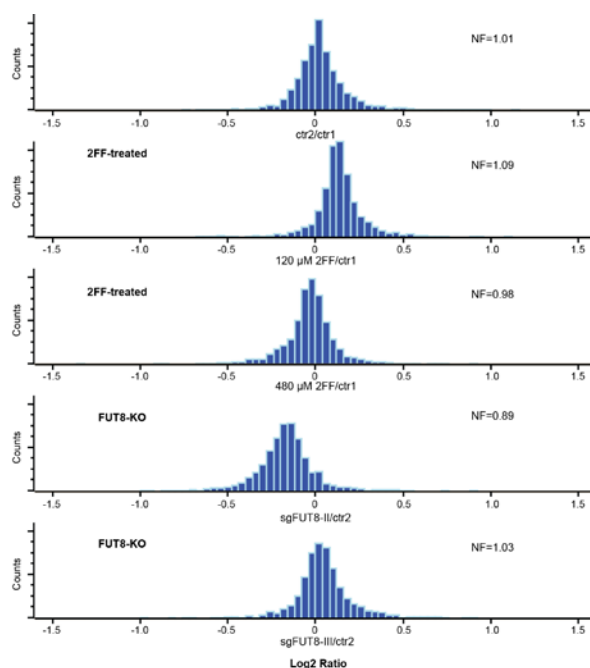 Counts
NF=1.01
-1.5 -1.0 -0.5 0 0.5 1.0 1.5
ctr2/ctr1
2FF-treated
Counts
NF=1.09
-1.5 -1.0 -0.5 0 0.5 1.0 1.5
120 µM 2FF/ctr1
2FF-treated
Counts
NF=0.98
-1.5 -1.0 -0.5 0 0.5 1.0 1.5
480 µM 2FF/ctr1
FUT8-KO
Counts
NF=0.89
-1.5 -1.0 -0.5 0 0.5 1.0 1.5
sgFUT8-II/ctr2
FUT8-KO
Counts
NF=1.03
-1.5 -1.0 -0.5 0 0.5 1.0 1.5
sgFUT8-III/ctr2
Log2 Ratio